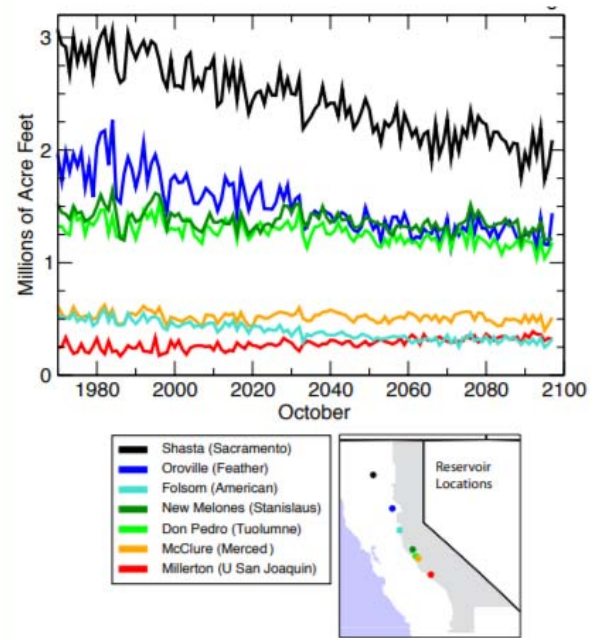 3
2
1
0
Millions of Acre Feet
1980 2000 2020 2040 2060 2080 2100
October
Shasta (Sacramento)
Oroville (Feather)
Folsom (American)
New Melones (Stanislaus)
Don Pedro (Tuolumne)
McClure (Merced)
Millerton (U San Joaquin)
Reservoir
Locations